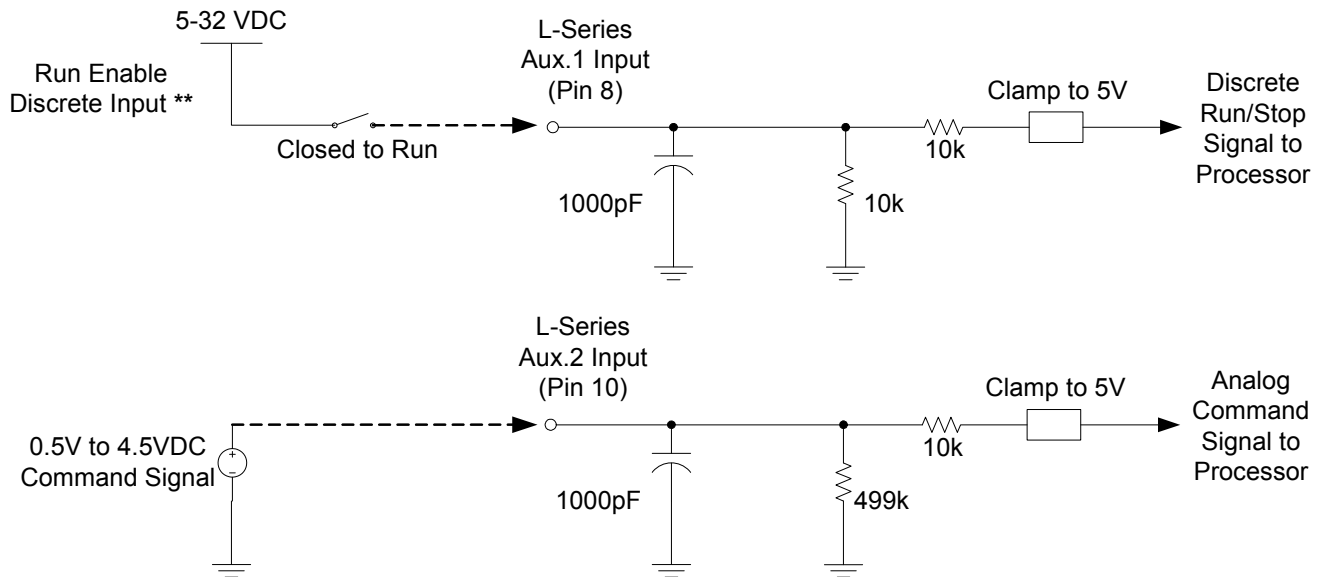 5-32 VDC
Run Enable
Discrete Input **
Closed to Run
L-Series
Aux.1 Input
(Pin 8)
1000pF
10k
10k
Clamp to 5V
Discrete
Run/Stop
Signal to
Processor
0.5V to 4.5VDC
Command Signal
L-Series
Aux.2 Input
(Pin 10)
1000pF
499k
10k
Clamp to 5V
Analog
Command
Signal to
Processor